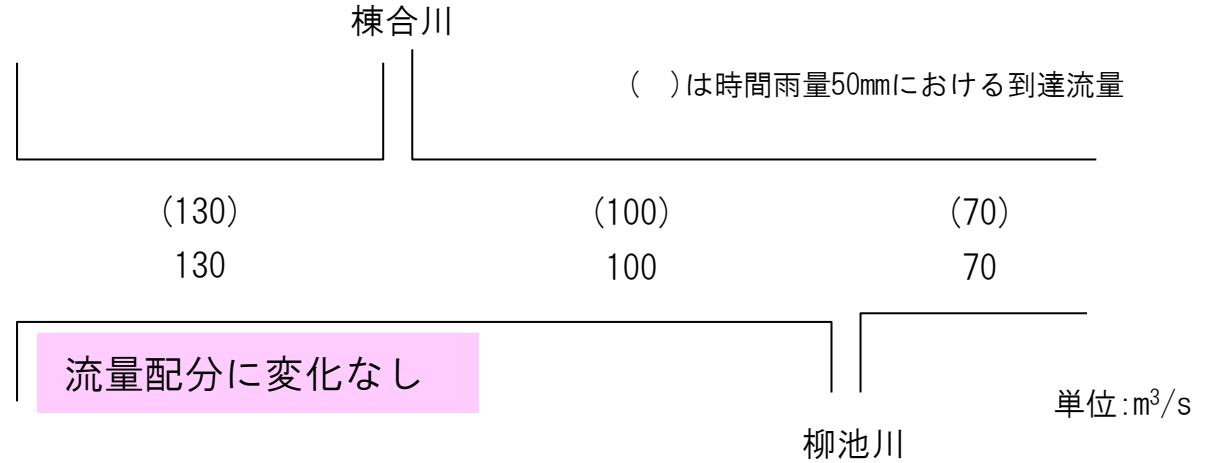 棟合川
(　)は時間雨量50㎜における到達流量
(130) (100) (70)
130 100 70
流量配分に変化なし
単位:m³/s
柳池川